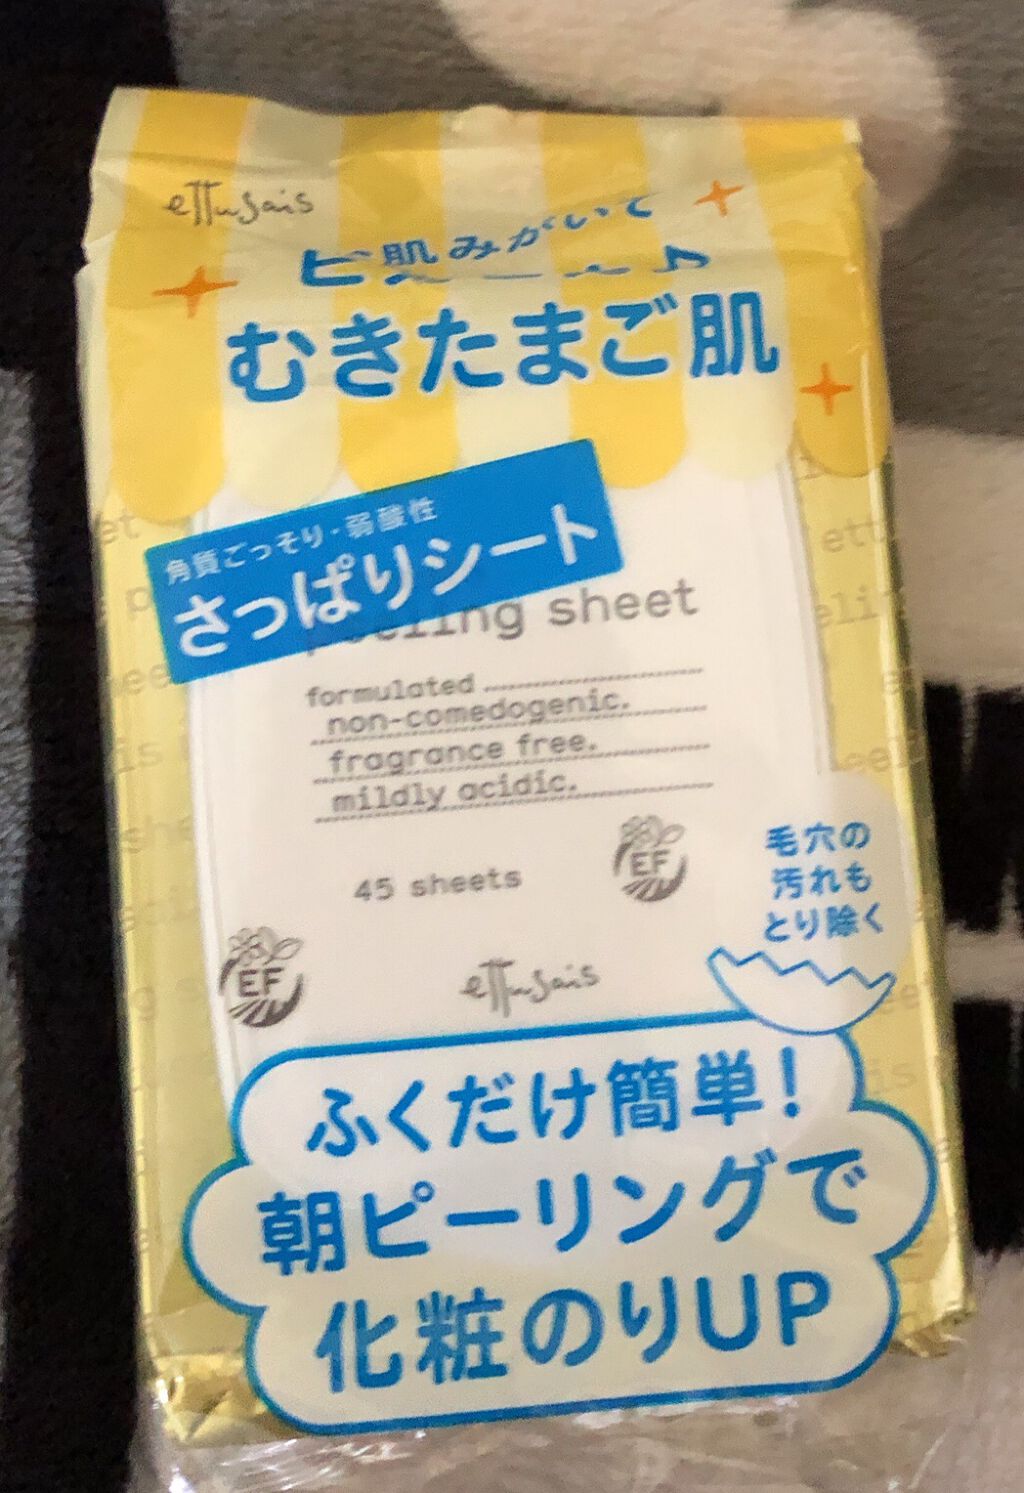 ettusais
肌みがいて
むきたまご肌
角質ごっそり・弱酸性
さっぱりシート
peeling sheet
formulated
non-comedogenic.
fragrance free.
mildly acidic.
45 sheets
EF
EF
ettusais
毛穴の
汚れも
とり除く
ふくだけ簡単!
朝ピーリングで
化粧のりUP